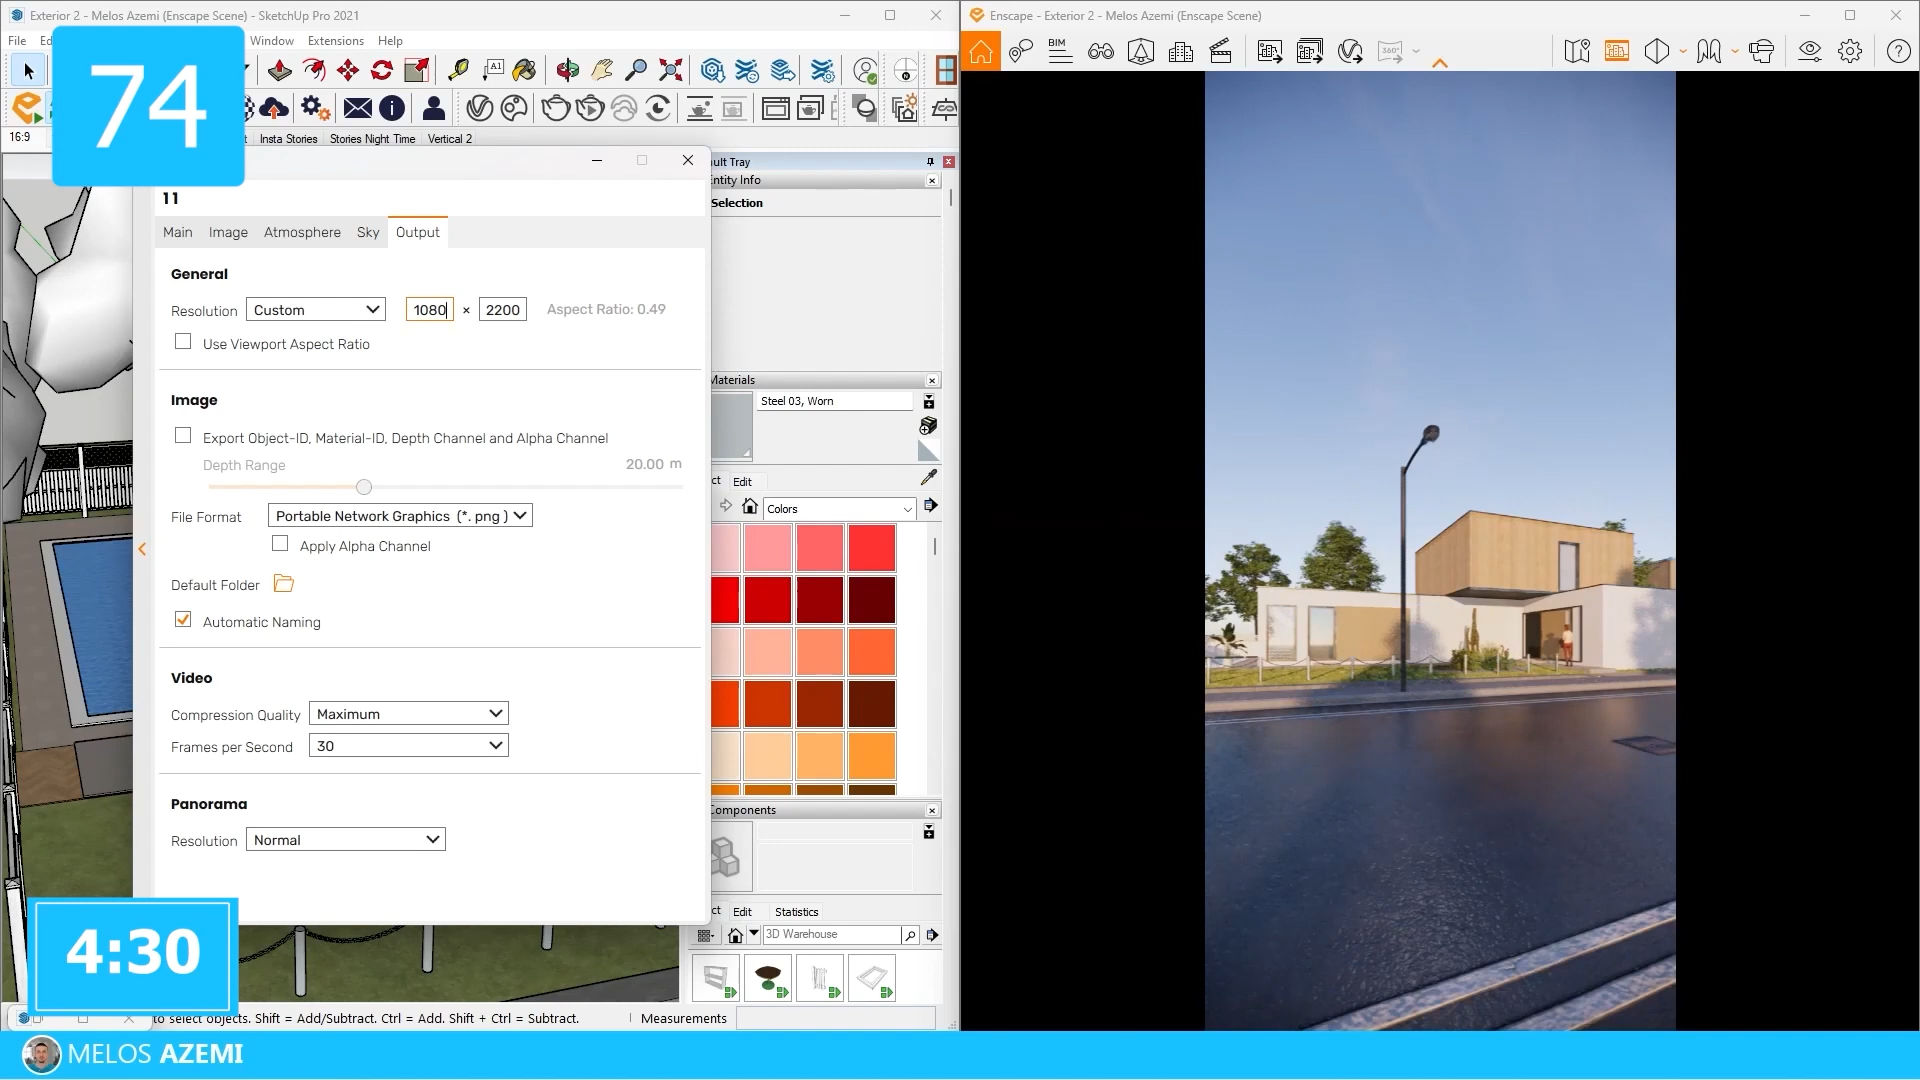 Exterior 2 - Melos Azemi (Enscape Scene) - SketchUp Pro 2021
File
Window Extensions Help
74
A1
16:9
Insta Stories Stories Night Time Vertical 2
11
Main Image Atmosphere Sky Output
General
Resolution Custom 1080 × 2200 Aspect Ratio: 0.49
Use Viewport Aspect Ratio
Image
Export Object-ID, Material-ID, Depth Channel and Alpha Channel
Depth Range 20.00 m
File Format Portable Network Graphics (*. png )
Apply Alpha Channel
Default Folder
Automatic Naming
Video
Compression Quality Maximum
Frames per Second 30
Panorama
Resolution Normal
ult Tray
ntity Info
Selection
Materials
Steel 03, Worn
ct Edit
Colors
Components
ct Edit Statistics
3D Warehouse
to select objects. Shift = Add/Subtract. Ctrl = Add. Shift + Ctrl = Subtract. Measurements
Enscape - Exterior 2 - Melos Azemi (Enscape Scene)
BIM
360°
4:30
MELOS AZEMI